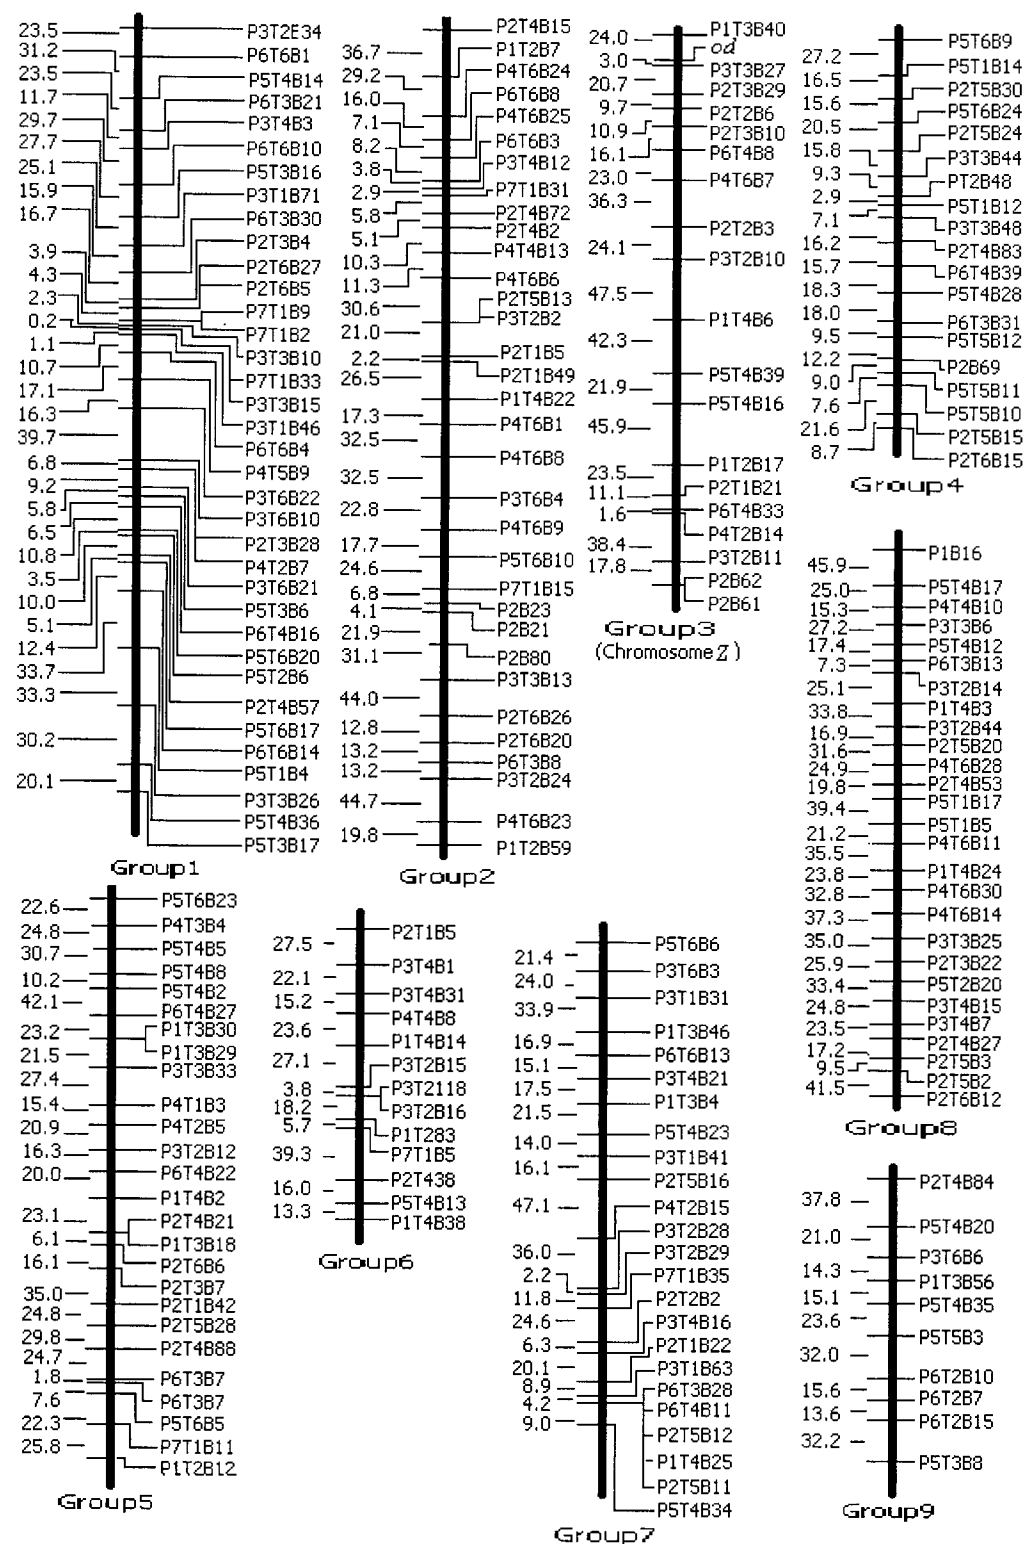 23.5
31.2
23.5
11.7
29.7
27.7
25.1
15.9
16.7
3.9
4.3
2.3
0.2
1.1
10.7
17.1
16.3
39.7
6.8
9.2
5.8
6.5
10.8
3.5
10.0
5.1
12.4
33.7
33.3
30.2
20.1
P3T2E34
P6T6B1
P5T4B14
P6T3B21
P3T4B3
P6T6B10
P5T3B16
P3T1B71
P6T3B30
P2T3B4
P2T6B27
P2T6B5
P7T1B9
P7T1B2
P3T3B10
P7T1B33
P3T3B15
P3T1B46
P6T6B4
P4T5B9
P3T6B22
P3T6B10
P2T3B28
P4T2B7
P3T6B21
P5T3B6
P6T4B16
P5T6B20
P5T2B6
P2T4B57
P5T6B17
P6T6B14
P5T1B4
P3T3B26
P5T4B36
P5T3B17
Group1
36.7
29.2
16.0
7.1
8.2
3.8
2.9
5.8
5.1
10.3
11.3
30.6
21.0
2.2
26.5
17.3
32.5
32.5
22.8
17.7
24.6
6.8
4.1
21.9
31.1
44.0
12.8
13.2
13.2
44.7
19.8
P2T4B15
P1T2B7
P4T6B24
P6T6B8
P4T6B25
P6T6B3
P3T4B12
P7T1B31
P2T4B72
P2T4B2
P4T4B13
P4T6B6
P2T5B13
P3T2B2
P2T1B5
P2T1B49
P1T4B22
P4T6B1
P4T6B8
P3T6B4
P4T6B9
P5T6B10
P7T1B15
P2B23
P2B21
P2B80
P3T3B13
P2T6B26
P2T6B20
P6T3B8
P3T2B24
P4T6B23
P1T2B59
Group2
24.0
3.0
20.7
9.7
10.9
16.1
23.0
36.3
24.1
47.5
42.3
21.9
45.9
23.5
11.1
1.6
38.4
17.8
P1T3B40
od
P3T3B27
P2T3B29
P2T2B6
P2T3B10
P6T4B8
P4T6B7
P2T2B3
P3T2B10
P1T4B6
P5T4B39
P5T4B16
P1T2B17
P2T1B21
P6T4B33
P4T2B14
P3T2B11
P2B62
P2B61
Group3
(Chromosome Z)
27.2
16.5
15.6
20.5
15.8
9.3
2.9
7.1
16.2
15.7
18.3
18.0
9.5
12.2
9.0
7.6
21.6
8.7
P5T6B9
P5T1B14
P2T5B30
P5T6B24
P2T5B24
P3T3B44
PT2B48
P5T1B12
P3T3B48
P2T4B83
P6T4B39
P5T4B28
P6T3B31
P5T5B12
P2B69
P5T5B11
P5T5B10
P2T5B15
P2T6B15
Group4
22.6
24.8
30.7
10.2
42.1
23.2
21.5
27.4
15.4
20.9
16.3
20.0
23.1
6.1
16.1
35.0
24.8
29.8
24.7
1.8
7.6
22.3
25.8
P5T6B23
P4T3B4
P5T4B5
P5T4B8
P5T4B2
P6T4B27
P1T3B30
P1T3B29
P3T3B33
P4T1B3
P4T2B5
P3T2B12
P6T4B22
P1T4B2
P2T4B21
P1T3B18
P2T6B6
P2T3B7
P2T1B42
P2T5B28
P2T4B88
P6T3B7
P6T3B7
P5T6B5
P7T1B11
P1T2B12
Group5
27.5
22.1
15.2
23.6
27.1
3.8
18.2
5.7
39.3
16.0
13.3
P2T1B5
P3T4B1
P3T4B31
P4T4B8
P1T4B14
P3T2B15
P3T2118
P3T2B16
P1T283
P7T1B5
P2T438
P5T4B13
P1T4B38
Group6
21.4
24.0
33.9
16.9
15.1
17.5
21.5
14.0
16.1
47.1
36.0
2.2
11.8
24.6
6.3
20.1
8.9
4.2
9.0
P5T6B6
P3T6B3
P3T1B31
P1T3B46
P6T6B13
P3T4B21
P1T3B4
P5T4B23
P3T1B41
P2T5B16
P4T2B15
P3T2B28
P3T2B29
P7T1B35
P2T2B2
P3T4B16
P2T1B22
P3T1B63
P6T3B28
P6T4B11
P2T5B12
P1T4B25
P2T5B11
P5T4B34
Group7
45.9
25.0
15.3
27.2
17.4
7.3
25.1
33.8
16.9
31.6
24.9
19.8
39.4
21.2
35.5
23.8
32.8
37.3
35.0
25.9
33.4
24.8
23.5
17.2
9.5
41.5
P1B16
P5T4B17
P4T4B10
P3T3B6
P5T4B12
P6T3B13
P3T2B14
P1T4B3
P3T2B44
P2T5B20
P4T6B28
P2T4B53
P5T1B17
P5T1B5
P4T6B11
P1T4B24
P4T6B30
P4T6B14
P3T3B25
P2T3B22
P5T2B20
P3T4B15
P3T4B7
P2T4B27
P2T5B3
P2T5B2
P2T6B12
Group8
37.8
21.0
14.3
15.1
23.6
32.0
15.6
13.6
32.2
P2T4B84
P5T4B20
P3T6B6
P1T3B56
P5T4B35
P5T5B3
P6T2B10
P6T2B7
P6T2B15
P5T3B8
Group9